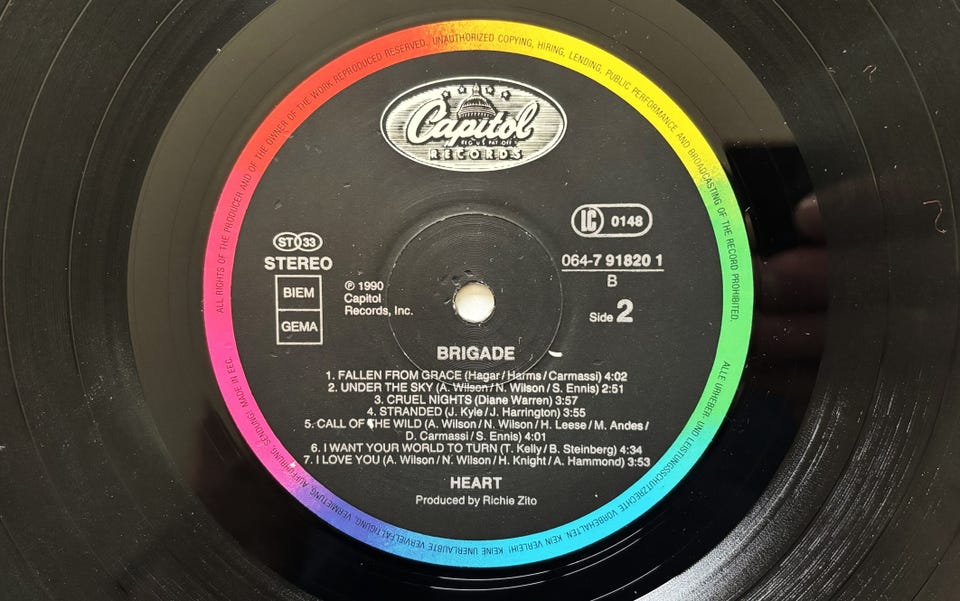 ALL RIGHTS OF THE PRODUCER AND OF THE OWNER OF THE WORK REPRODUCED RESERVED. UNAUTHORIZED COPYING, HIRING, LENDING, PUBLIC PERFORMANCE AND BROADCASTING OF THE RECORD PROHIBITED.
Capitol
REG. U.S. PAT. OFF.
RECORDS
LC 0148
ST 33
STEREO
064-7 91820 1
BIEM
GEMA
℗ 1990
Capitol
Records, Inc.
B
Side 2
BRIGADE
1. FALLEN FROM GRACE (Hagar/Harms/Carmassi) 4:02
2. UNDER THE SKY (A. Wilson/N. Wilson/S. Ennis) 2:51
3. CRUEL NIGHTS (Diane Warren) 3:57
4. STRANDED (J. Kyle/J. Harrington) 3:55
5. CALL OF THE WILD (A. Wilson/N. Wilson/H. Leese/M. Andes/
D. Carmassi/S. Ennis) 4:01
6. I WANT YOUR WORLD TO TURN (T. Kelly/B. Steinberg) 4:34
7. I LOVE YOU (A. Wilson/N. Wilson/H. Knight/A. Hammond) 3:53
HEART
Produced by Richie Zito
ALLE URHEBER- UND LEISTUNGSSCHUTZRECHTE VORBEHALTEN. KEIN VERLEIH! KEINE UNERLAUBTE VERVIELFÄLTIGUNG, VERMIETUNG, AUFFÜHRUNG, SENDUNG! MADE IN EEC.